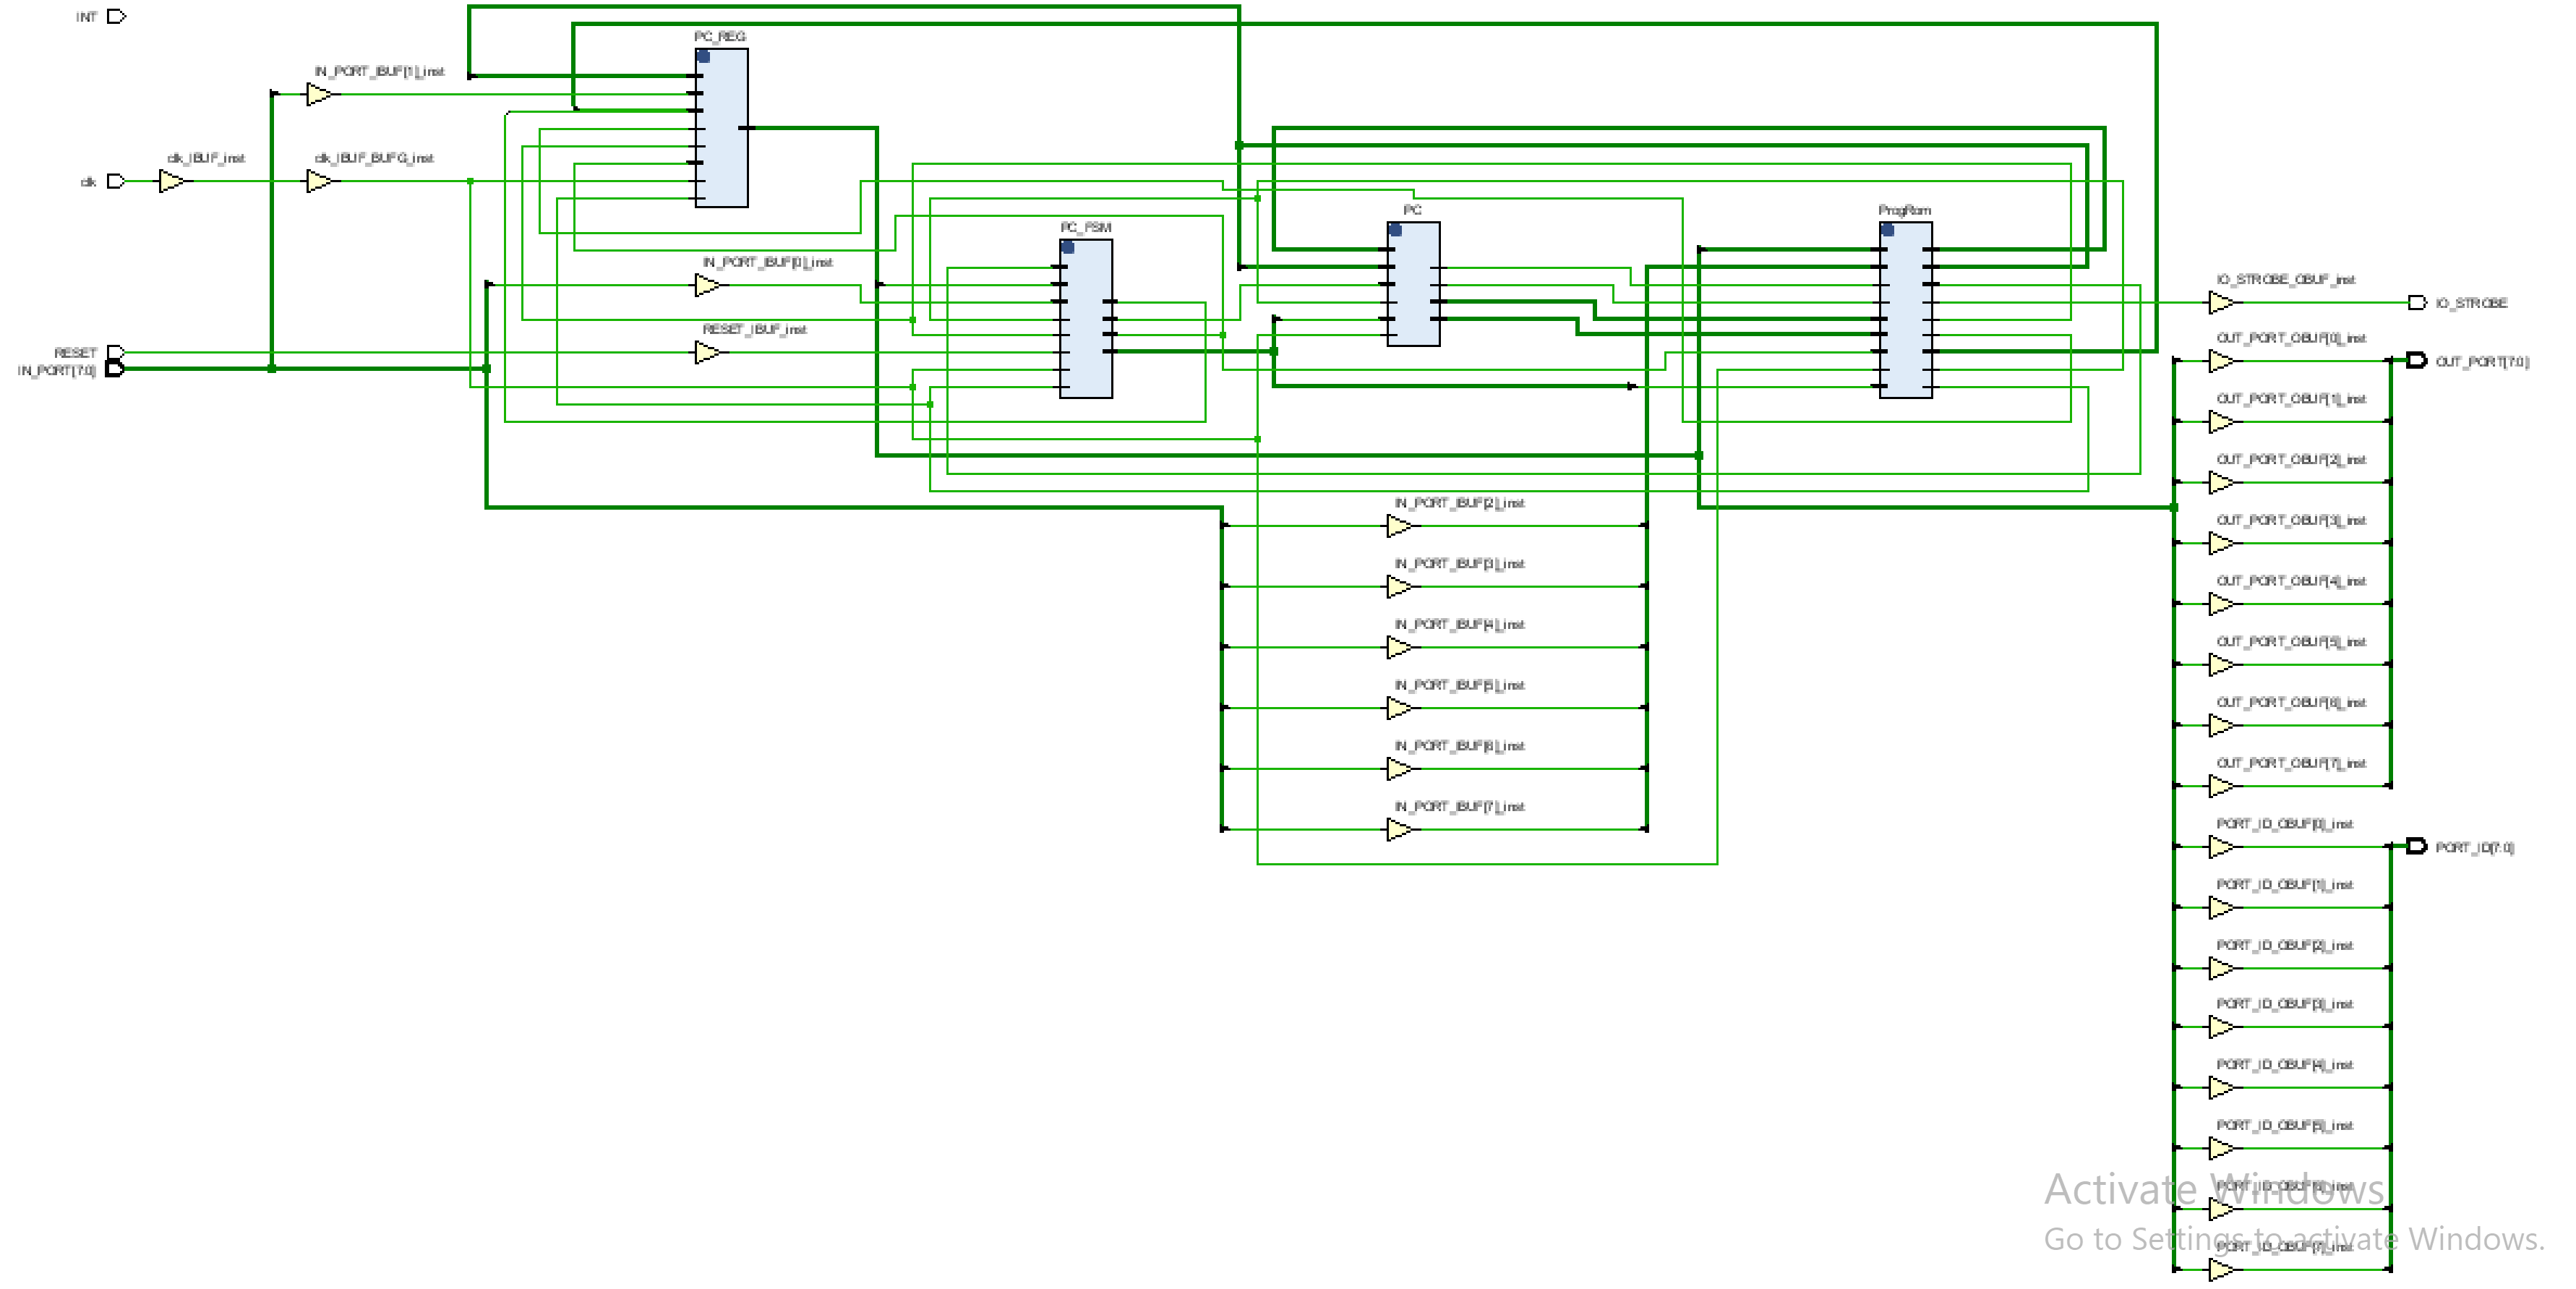 INT
PC_REG
IN_PORT_IBUF[1]_inst
clk_IBUF_inst
clk_IBUF_BUFG_inst
clk
PC_FSM
PC
ProgRom
IN_PORT_IBUF[0]_inst
RESET_IBUF_inst
RESET
IN_PORT[7:0]
IN_PORT_IBUF[2]_inst
IN_PORT_IBUF[3]_inst
IN_PORT_IBUF[4]_inst
IN_PORT_IBUF[5]_inst
IN_PORT_IBUF[6]_inst
IN_PORT_IBUF[7]_inst
IO_STROBE_OBUF_inst
IO_STROBE
OUT_PORT_OBUF[0]_inst
OUT_PORT[7:0]
OUT_PORT_OBUF[1]_inst
OUT_PORT_OBUF[2]_inst
OUT_PORT_OBUF[3]_inst
OUT_PORT_OBUF[4]_inst
OUT_PORT_OBUF[5]_inst
OUT_PORT_OBUF[6]_inst
OUT_PORT_OBUF[7]_inst
PORT_ID_OBUF[0]_inst
PORT_ID[7:0]
PORT_ID_OBUF[1]_inst
PORT_ID_OBUF[2]_inst
PORT_ID_OBUF[3]_inst
PORT_ID_OBUF[4]_inst
PORT_ID_OBUF[5]_inst
PORT_ID_OBUF[6]_inst
PORT_ID_OBUF[7]_inst
Activate Windows
Go to Settings to activate Windows.